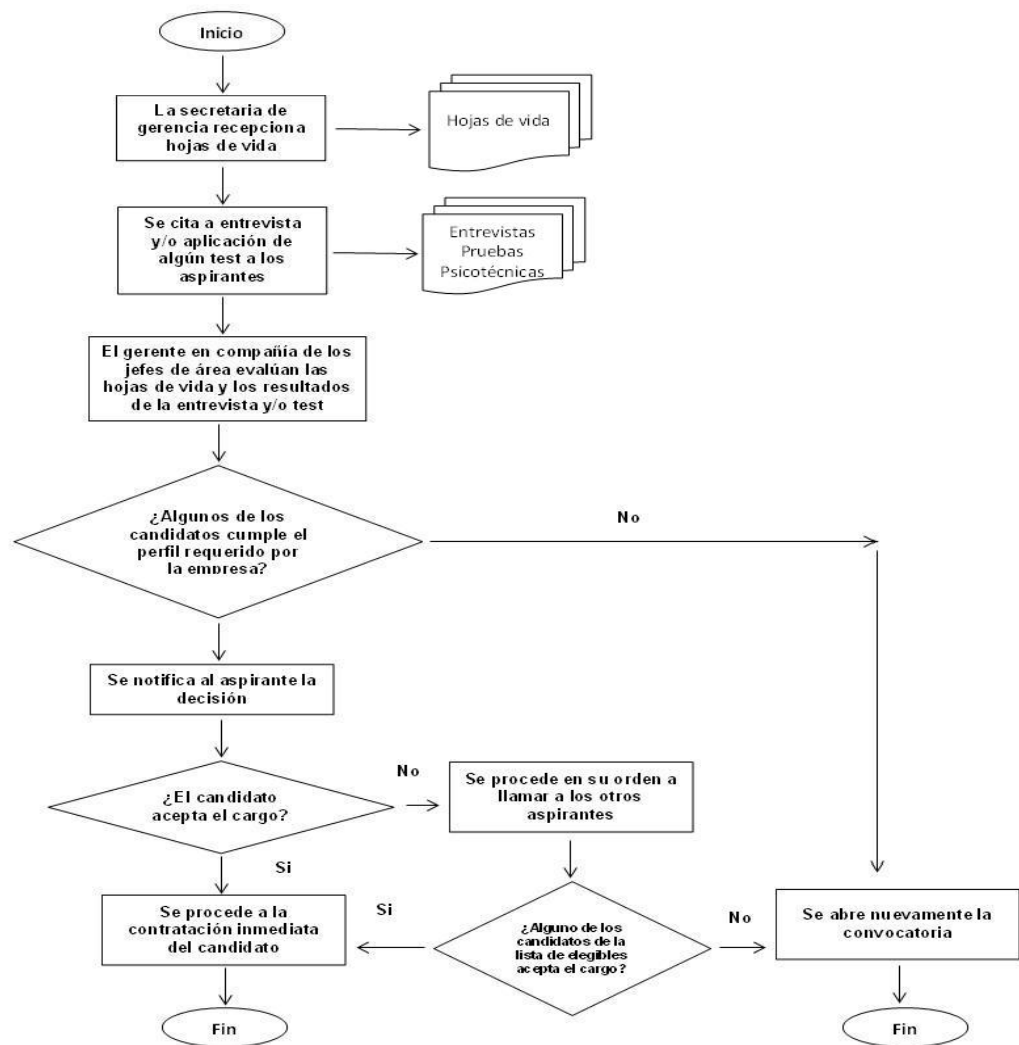 Inicio
La secretaria de
gerencia recepciona
hojas de vida
Hojas de vida
Se cita a entrevista
y/o aplicación de
algún test a los
aspirantes
Entrevistas
Pruebas
Psicotécnicas
El gerente en compañía de los
jefes de área evalúan las
hojas de vida y los resultados
de la entrevista y/o test
¿Algunos de los
candidatos cumple el
perfil requerido por
la empresa?
No
Se notifica al aspirante la
decisión
¿El candidato
acepta el cargo?
No
Se procede en su orden a
llamar a los otros
aspirantes
Si
Se procede a la
contratación inmediata
del candidato
Si
¿Alguno de los
candidatos de la
lista de elegibles
acepta el cargo?
No
Se abre nuevamente la
convocatoria
Fin
Fin